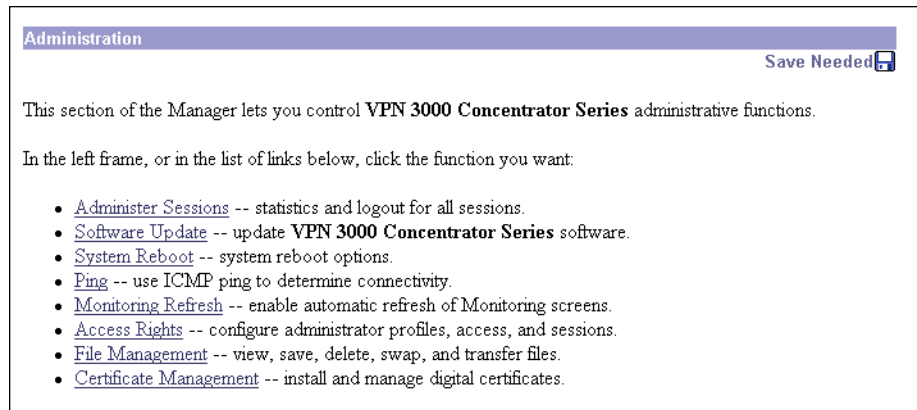 Administration
Save Needed
This section of the Manager lets you control VPN 3000 Concentrator Series administrative functions.
In the left frame, or in the list of links below, click the function you want:
• Administer Sessions -- statistics and logout for all sessions.
• Software Update -- update VPN 3000 Concentrator Series software.
• System Reboot -- system reboot options.
• Ping -- use ICMP ping to determine connectivity.
• Monitoring Refresh -- enable automatic refresh of Monitoring screens.
• Access Rights -- configure administrator profiles, access, and sessions.
• File Management -- view, save, delete, swap, and transfer files.
• Certificate Management -- install and manage digital certificates.